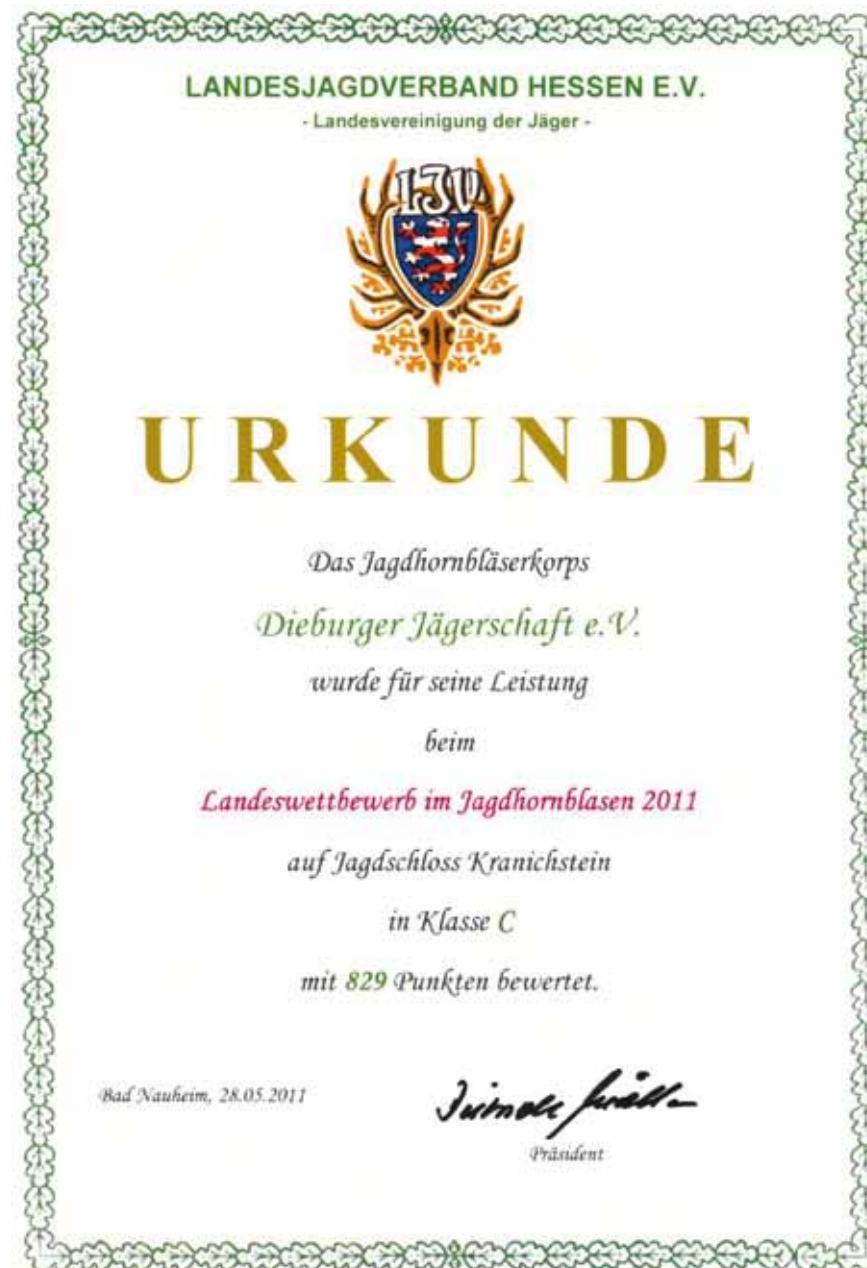 LANDESJAGDVERBAND HESSEN E.V.
- Landesvereinigung der Jäger -
LJV
URKUNDE
Das Jagdhornbläserkorps
Dieburger Jägerschaft e.V.
wurde für seine Leistung
beim
Landeswettbewerb im Jagdhornblasen 2011
auf Jagdschloss Kranichstein
in Klasse C
mit 829 Punkten bewertet.
Bad Nauheim, 28.05.2011
Präsident